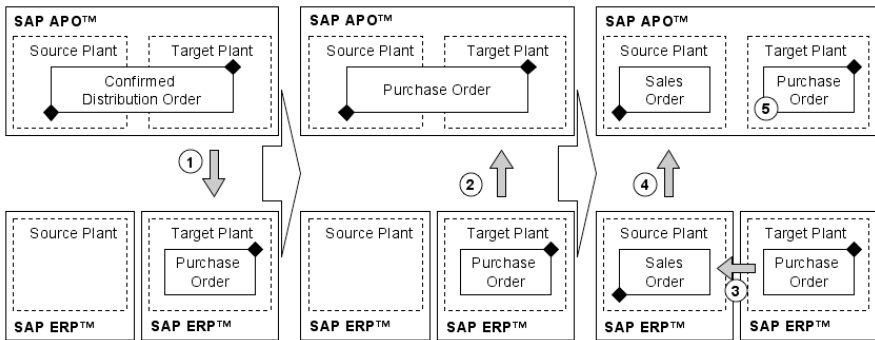 SAP APO™
Source Plant
Target Plant
Confirmed
Distribution Order
1
Source Plant
Target Plant
Purchase
Order
SAP ERP™
SAP ERP™
SAP APO™
Source Plant
Target Plant
Purchase Order
2
Source Plant
Target Plant
Purchase
Order
SAP ERP™
SAP ERP™
SAP APO™
Source Plant
Target Plant
Sales
Order
Purchase
Order
5
4
Source Plant
Target Plant
Sales
Order
3
Purchase
Order
SAP ERP™
SAP ERP™